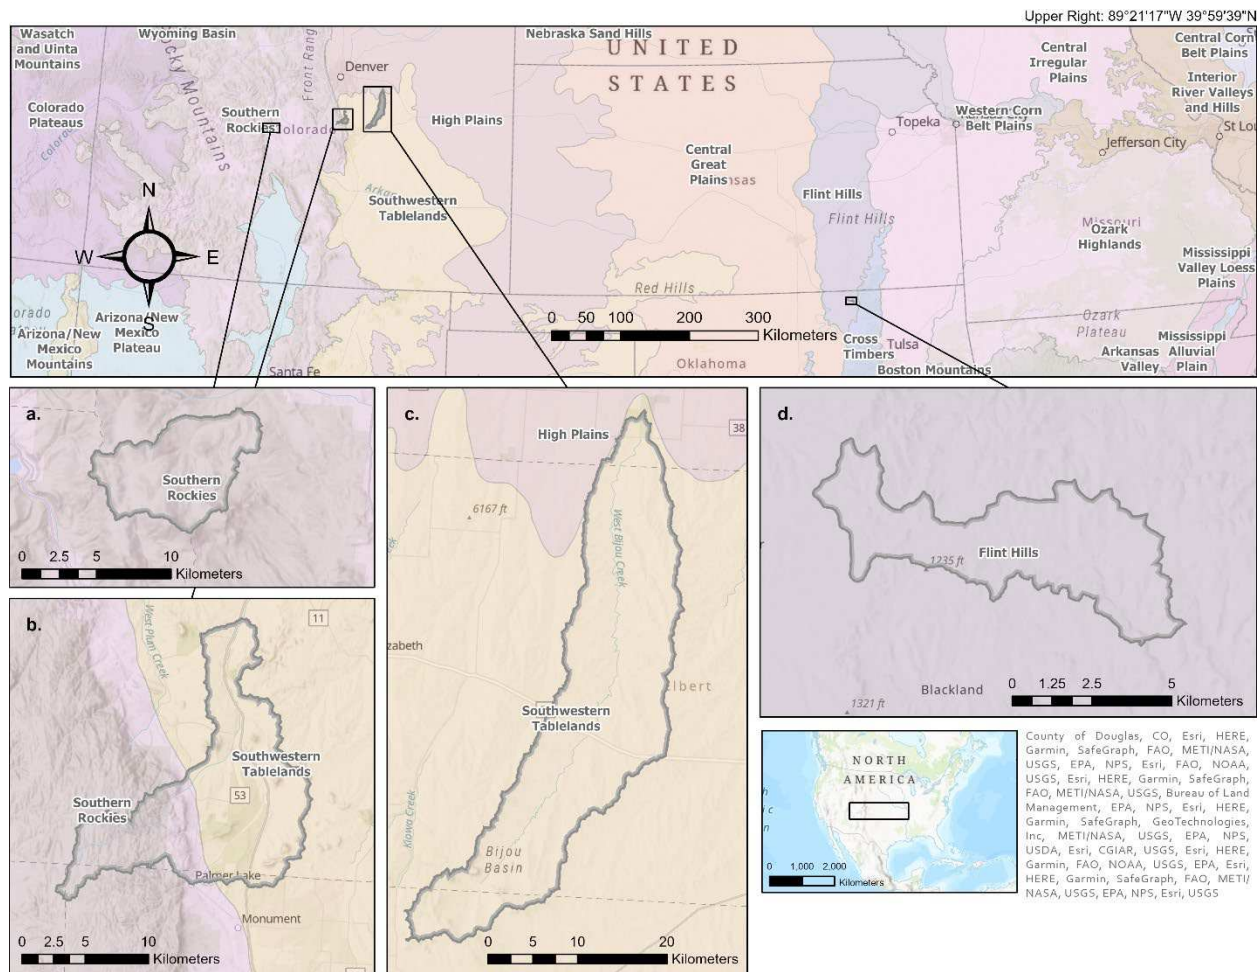 Upper Right: 89°21'17"W 39°59'39"N
Wasatch
and Uinta
Mountains
Wyoming Basin
Rocky Mountains
Front Range
Denver
Nebraska Sand Hills
UNITED
STATES
Central
Irregular
Plains
Central Corn
Belt Plains
Interior
River Valleys
and Hills
Colorado
Plateaus
Southern
Rockies
Colorado
High Plains
Central
Great
Plains
Topeka
Western Corn
Belt Plains
Jefferson City
St Lou
Southwestern
Tablelands
Flint Hills
Flint Hills
Missouri
Ozark
Highlands
Mississippi
Valley Loess
Plains
N
W
E
S
Red Hills
0 50 100 200 300
Kilometers
Arizona/New
Mexico
Mountains
Arizona/New
Mexico
Plateau
Santa Fe
Oklahoma
Cross
Timbers
Tulsa
Boston Mountains
Ozark
Plateau
Arkansas
Valley
Mississippi
Alluvial
Plain
a.
Southern
Rockies
0 2.5 5 10
Kilometers
b.
West Plum Creek
11
Southwestern
Tablelands
53
Southern
Rockies
Palmer Lake
Monument
0 2.5 5 10
Kilometers
c.
High Plains
38
6167 ft
West Bijou Creek
zabeth
Elbert
Southwestern
Tablelands
Kiowa Creek
Bijou
Basin
0 5 10 20
Kilometers
d.
Flint Hills
1235 ft
Blackland
1321 ft
0 1.25 2.5 5
Kilometers
NORTH
AMERICA
0 1,000 2,000
Kilometers
County of Douglas, CO, Esri, HERE,
Garmin, SafeGraph, FAO, METI/NASA,
USGS, EPA, NPS, Esri, FAO, NOAA,
USGS, Esri, HERE, Garmin, SafeGraph,
FAO, METI/NASA, USGS, Bureau of Land
Management, EPA, NPS, Esri, HERE,
Garmin, SafeGraph, GeoTechnologies,
Inc, METI/NASA, USGS, EPA, NPS,
USDA, Esri, CGIAR, USGS, Esri, HERE,
Garmin, FAO, NOAA, USGS, EPA, Esri,
HERE, Garmin, SafeGraph, FAO, METI/
NASA, USGS, EPA, NPS, Esri, USGS